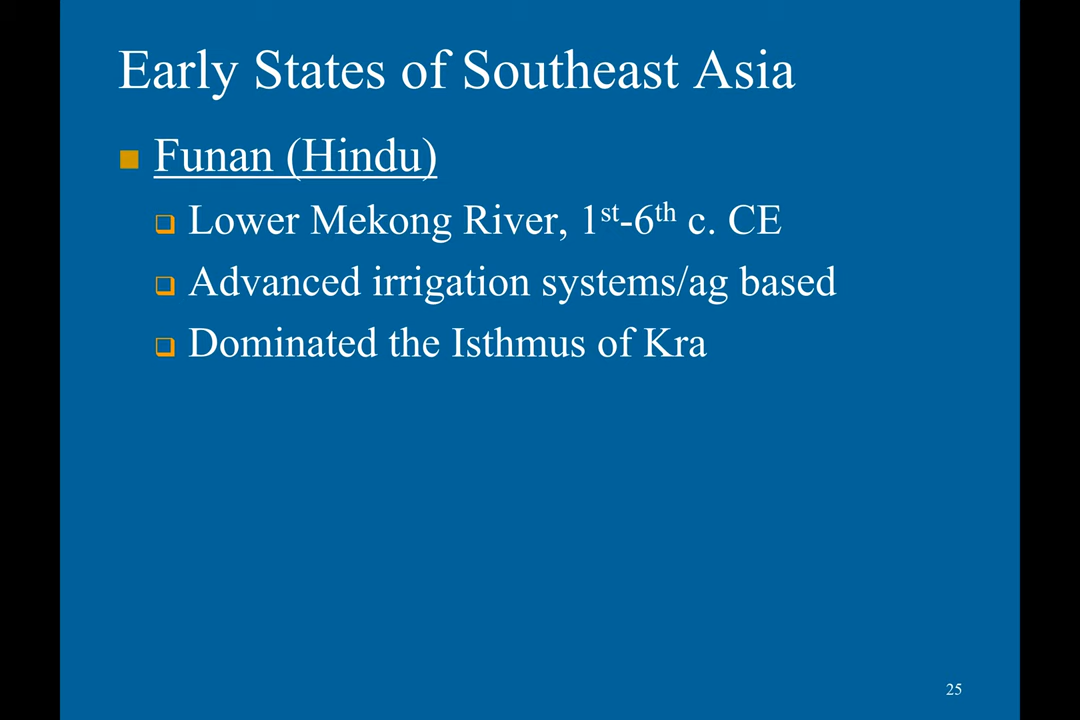 Early States of Southeast Asia
Funan (Hindu)
Lower Mekong River, 1st-6th c. CE
Advanced irrigation systems/ag based
Dominated the Isthmus of Kra
25